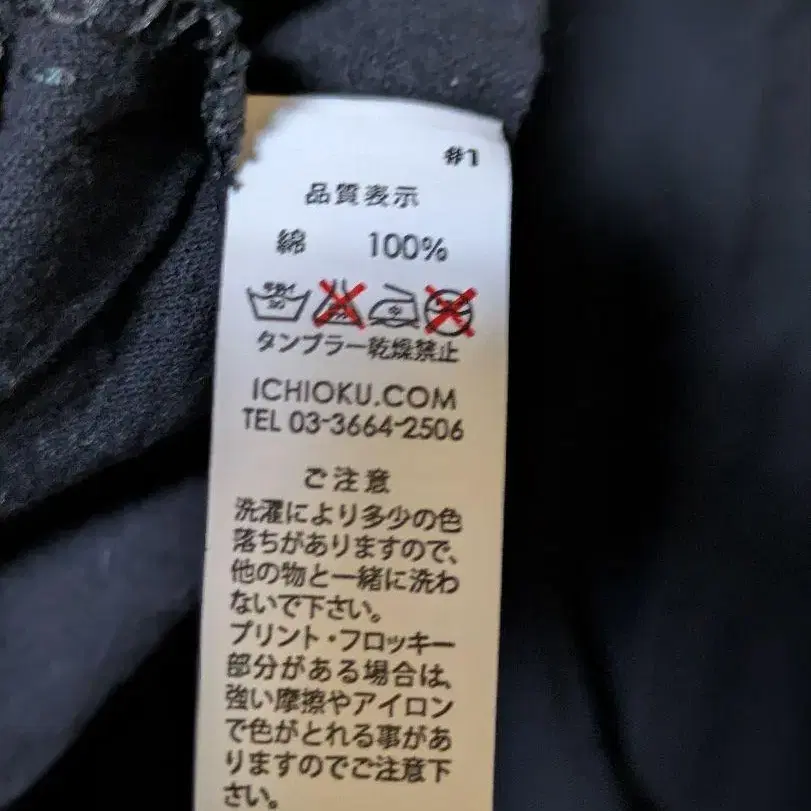 #1
品質表示
綿 100%
タンブラー乾燥禁止
ICHIOKU.COM
TEL 03-3664-2506
ご注意
洗濯により多少の色
落ちがありますので、
他の物と一緒に洗わ
ないで下さい。
プリント・フロッキー
部分がある場合は、
強い摩擦やアイロン
で色がとれる事があ
りますのでご注意下
さい。